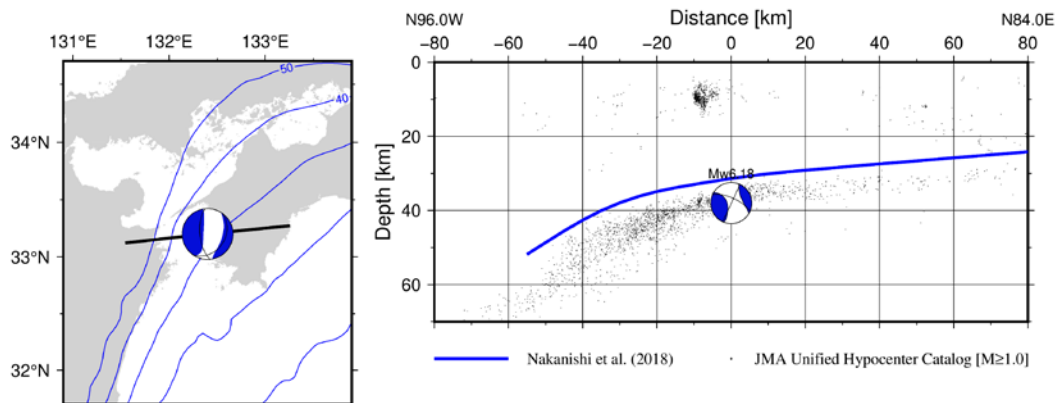 131°E 132°E 133°E
34°N
33°N
32°N
50
40
N96.0W Distance [km] N84.0E
−80 −60 −40 −20 0 20 40 60 80
Depth [km]
0
20
40
60
Mw6.18
Nakanishi et al. (2018)
JMA Unified Hypocenter Catalog [M≥1.0]